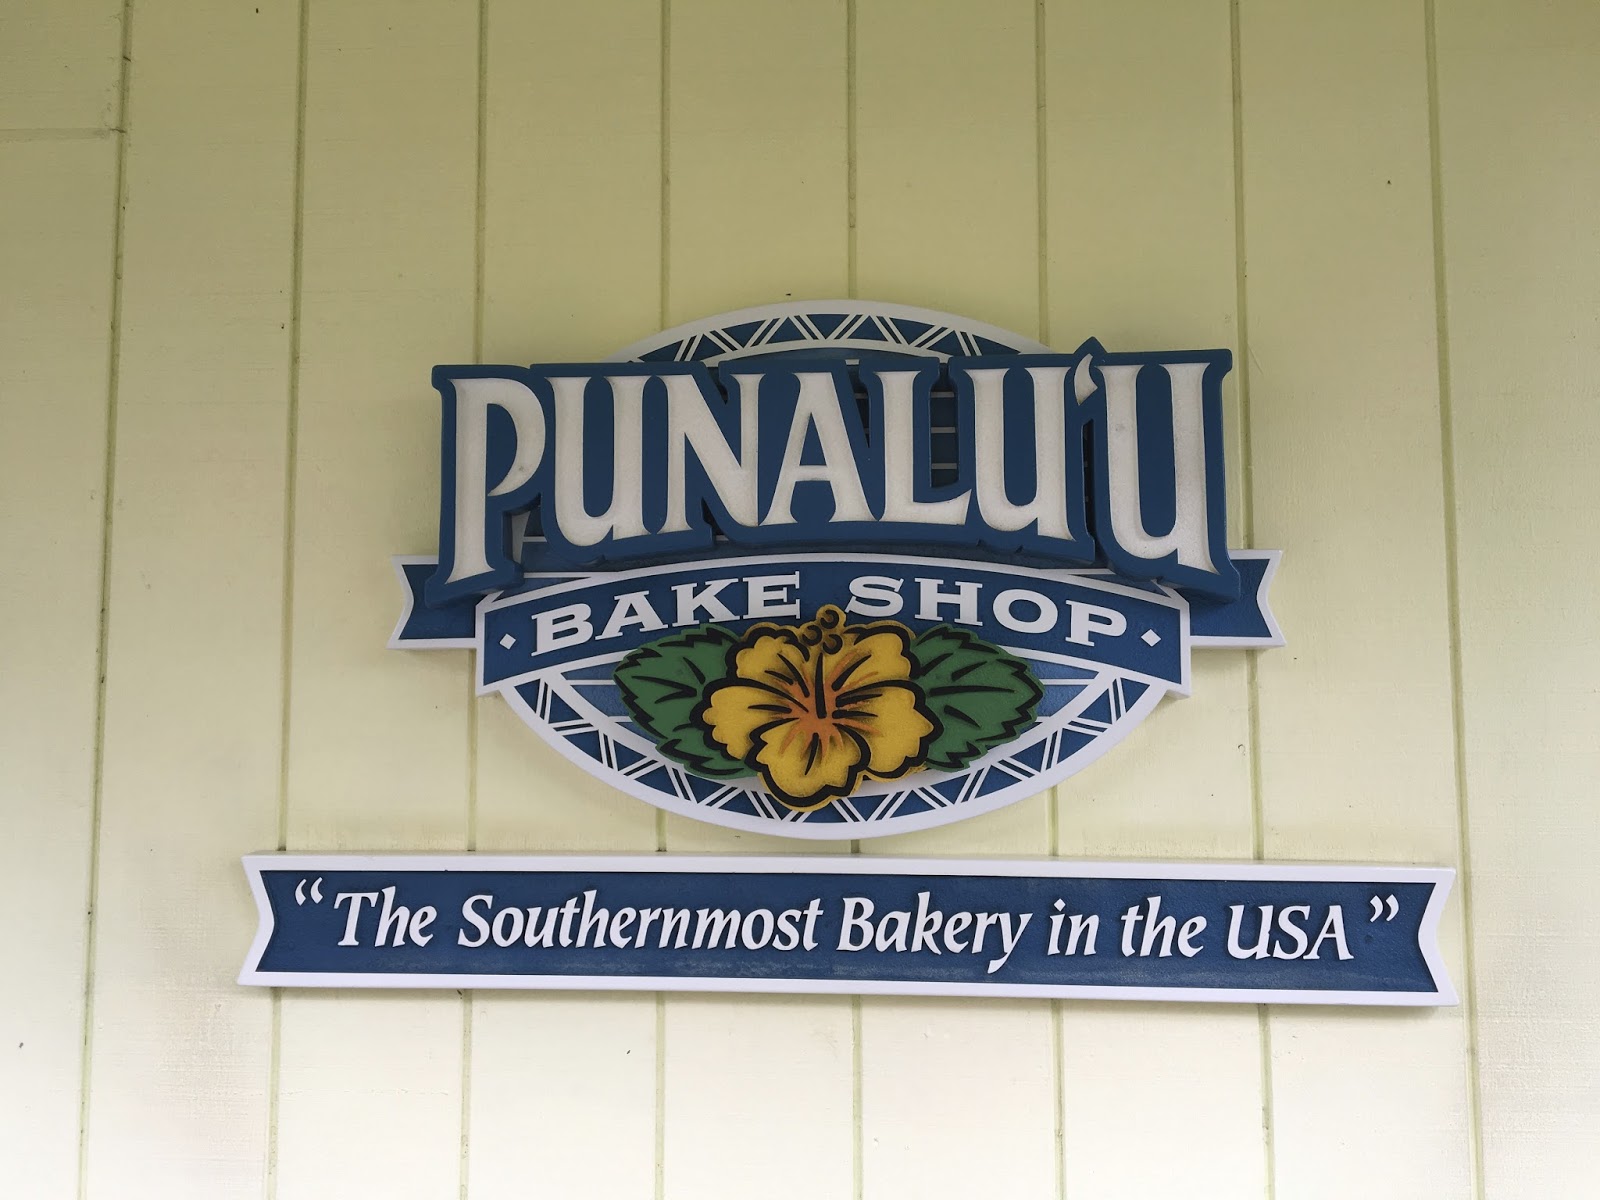 PUNALU‘U
• BAKE SHOP •
“The Southernmost Bakery in the USA”